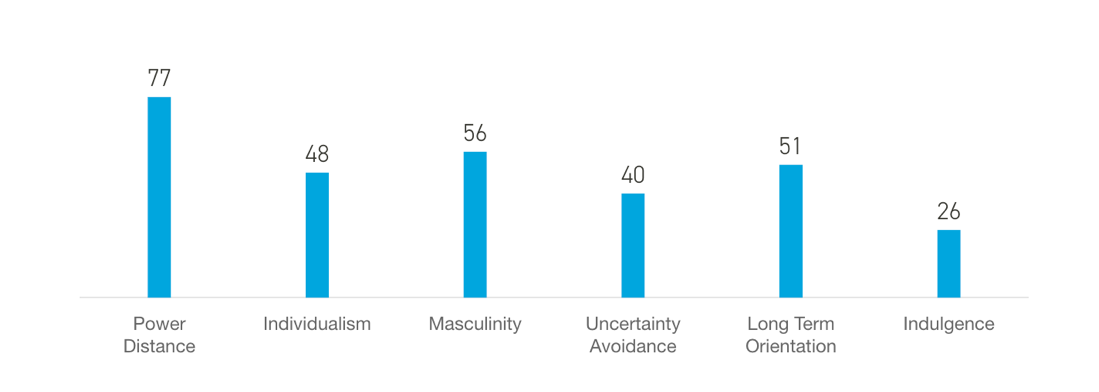 77
48
56
40
51
26
Power
Distance
Individualism
Masculinity
Uncertainty
Avoidance
Long Term
Orientation
Indulgence